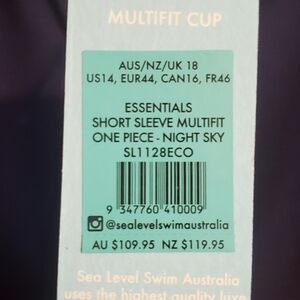 MULTIFIT CUP
AUS/NZ/UK 18
US14, EUR44, CAN16, FR46
ESSENTIALS
SHORT SLEEVE MULTIFIT
ONE PIECE - NIGHT SKY
SL1128ECO
9 347760 410009
@sealevelswimaustralia
AU $109.95 NZ $119.95
Sea Level Swim Australia
uses the highest quality luxe